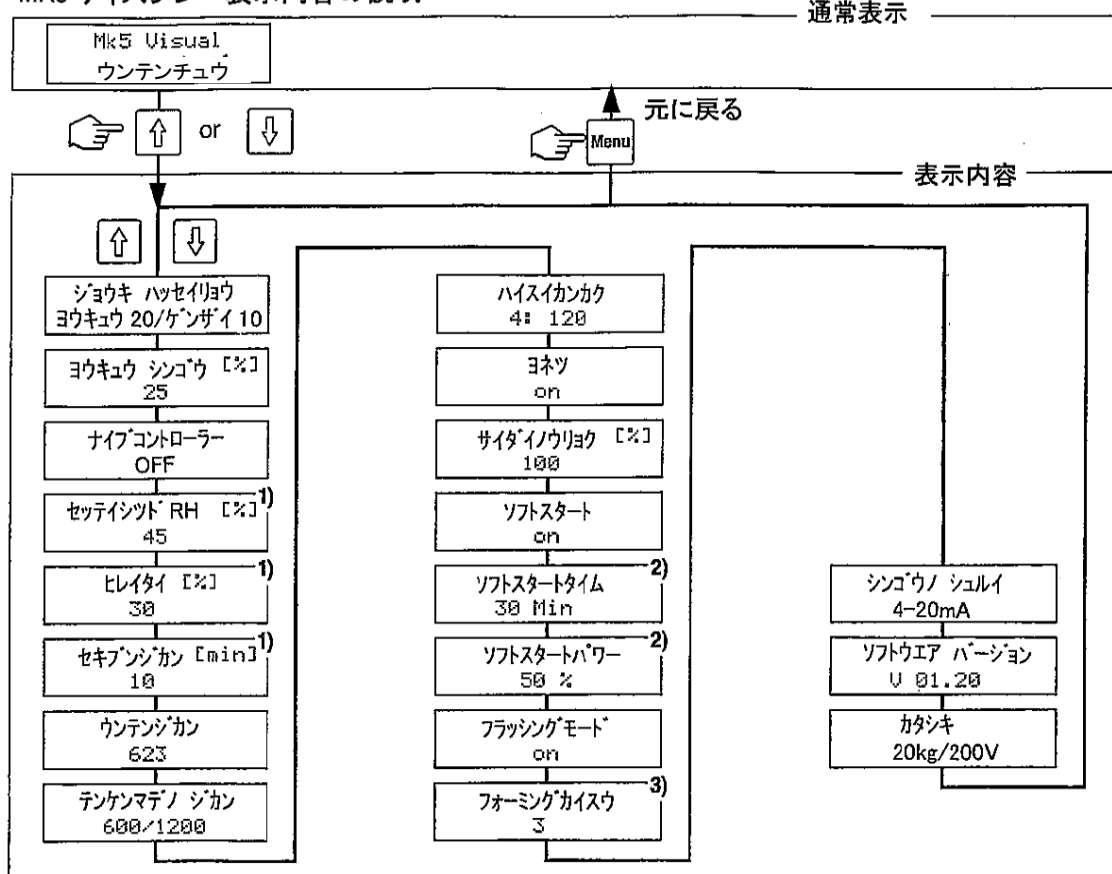 通常表示
Mk5 Visual
ウンテンチュウ
or
Menu
元に戻る
表示内容
ジョウキ ハッセイリョウ
ヨウキュウ 20/ゲンザイ 10
ヨウキュウ シンゴウ [%]
25
ナイブコントローラー
OFF
セッテイシツド RH [%] 1)
45
ヒレイタイ [%] 1)
30
セキブンジカン [min] 1)
10
ウンテンジカン
623
テンケンマデノ ジカン
600/1200
ハイスイカンカク
4: 120
ヨネツ
on
サイダイノウリョク [%]
100
ソフトスタート
on
ソフトスタートタイム 2)
30 Min
ソフトスタートパワー 2)
50 %
フラッシングモード
on
フォーミングカイスウ 3)
3
シンゴウノ シュルイ
4-20mA
ソフトウエア バージョン
V 01.20
カタシキ
20kg/200V